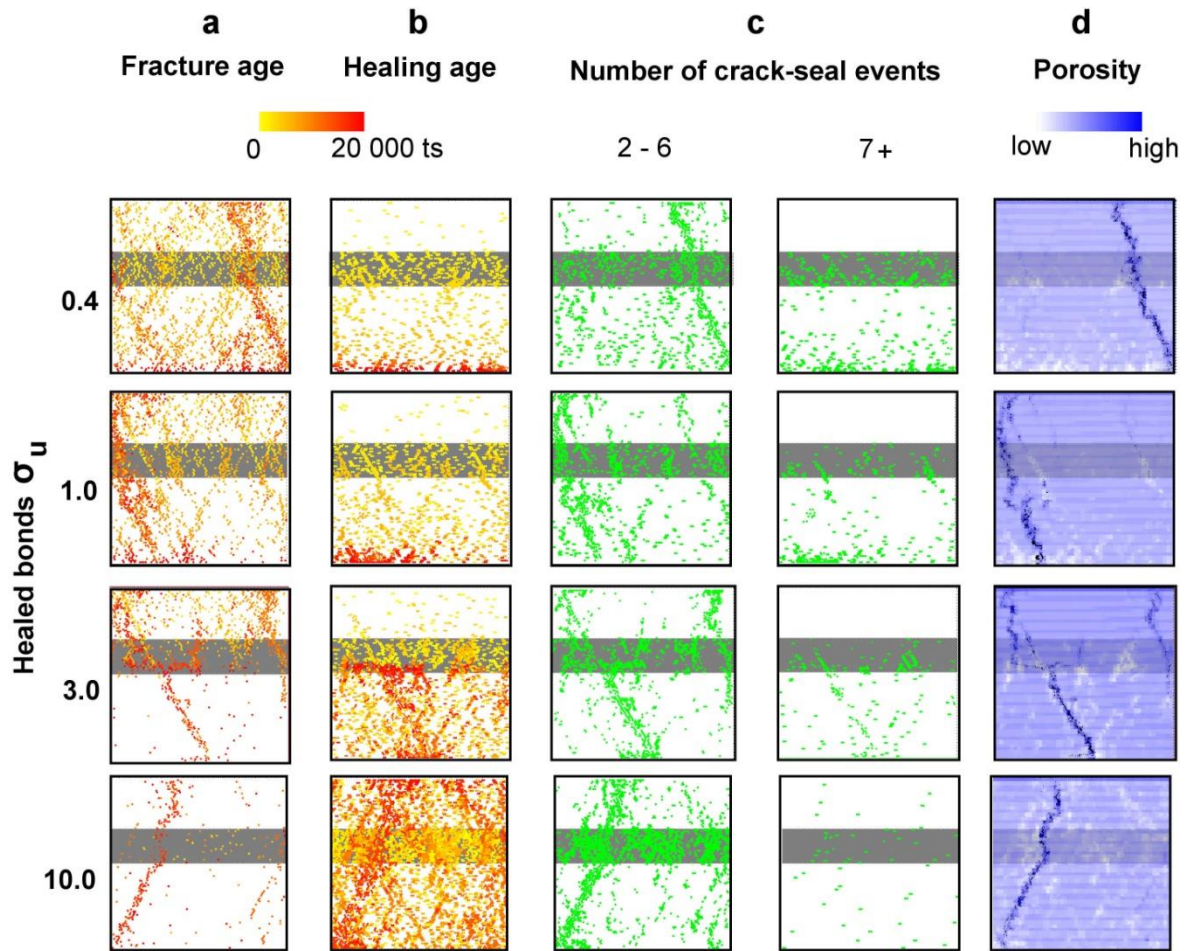 a b c d
Fracture age Healing age Number of crack-seal events Porosity
0 20 000 ts 2 - 6 7 + low high
Healed bonds σu
0.4
1.0
3.0
10.0